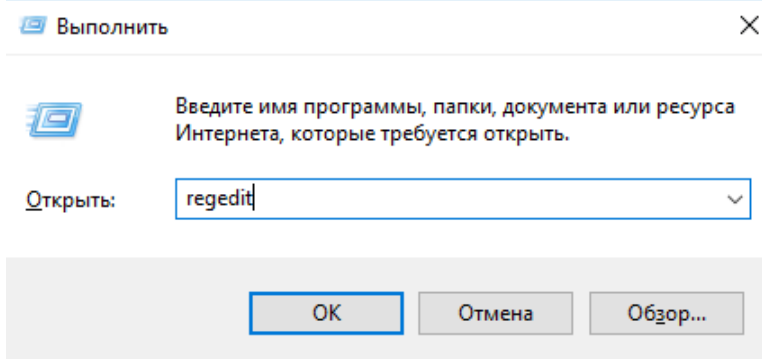 Выполнить
Введите имя программы, папки, документа или ресурса
Интернета, которые требуется открыть.
Открыть: regedit
ОК Отмена Обзор...